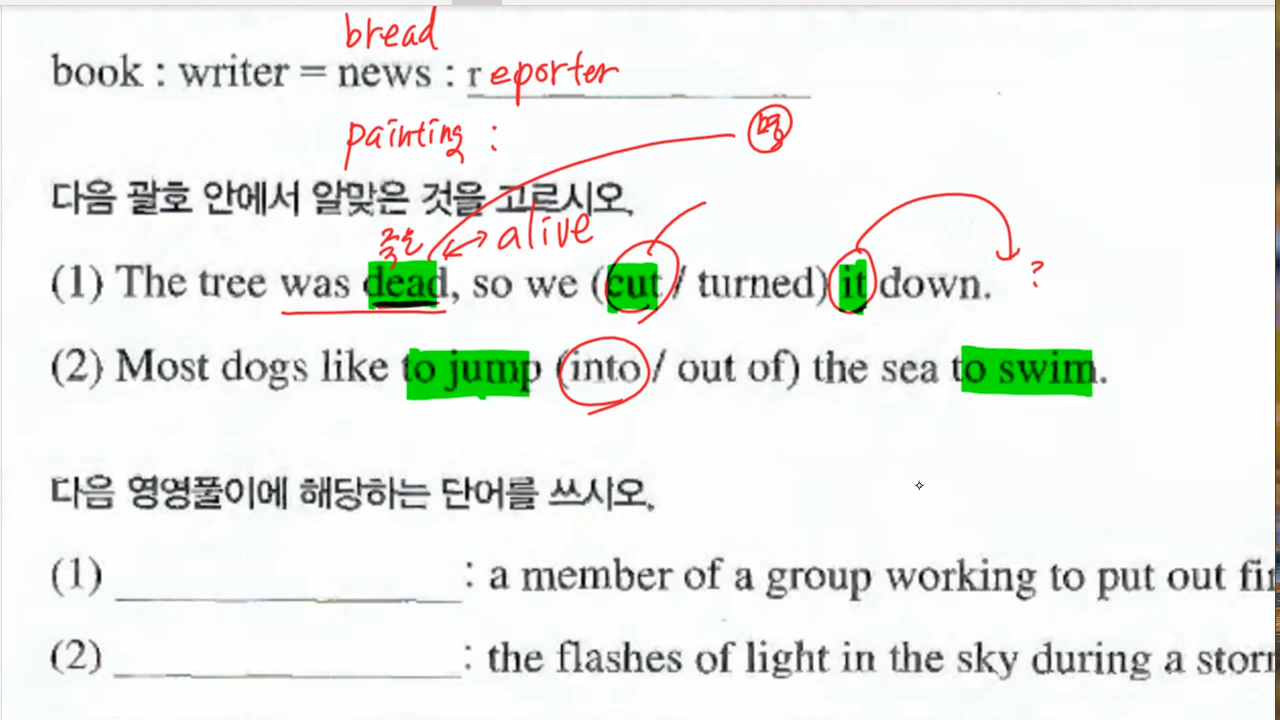 bread
book : writer = news : reporter
painting :
형
다음 괄호 안에서 알맞은 것을 고르시오.
죽은 alive
(1) The tree was dead, so we (cut / turned) it down. ?
(2) Most dogs like to jump (into / out of) the sea to swim.
다음 영영풀이에 해당하는 단어를 쓰시오.
(1) : a member of a group working to put out fir
(2) : the flashes of light in the sky during a storm